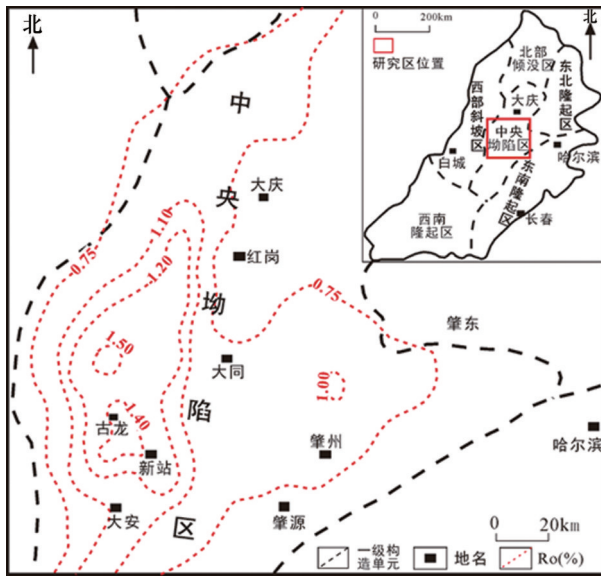 北
中
央
坳
陷
区
大庆
红岗
大同
古龙
新站
大安
肇州
肇源
肇东
哈尔滨
0.75
1.10
1.20
1.50
1.40
0.75
1.00
0 200km
研究区位置
北
北部
倾没区
东北隆起区
西部斜坡区
大庆
中央
坳陷区
白城
哈尔滨
东南隆起区
西南
隆起区
长春
0 20km
一级构
造单元
地名
Ro(%)